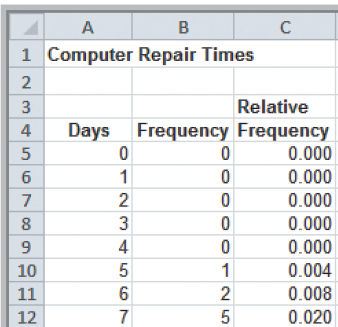 A B C
1 Computer Repair Times
2
3 Relative
4 Days Frequency Frequency
5 0 0 0.000
6 1 0 0.000
7 2 0 0.000
8 3 0 0.000
9 4 0 0.000
10 5 1 0.004
11 6 2 0.008
12 7 5 0.020